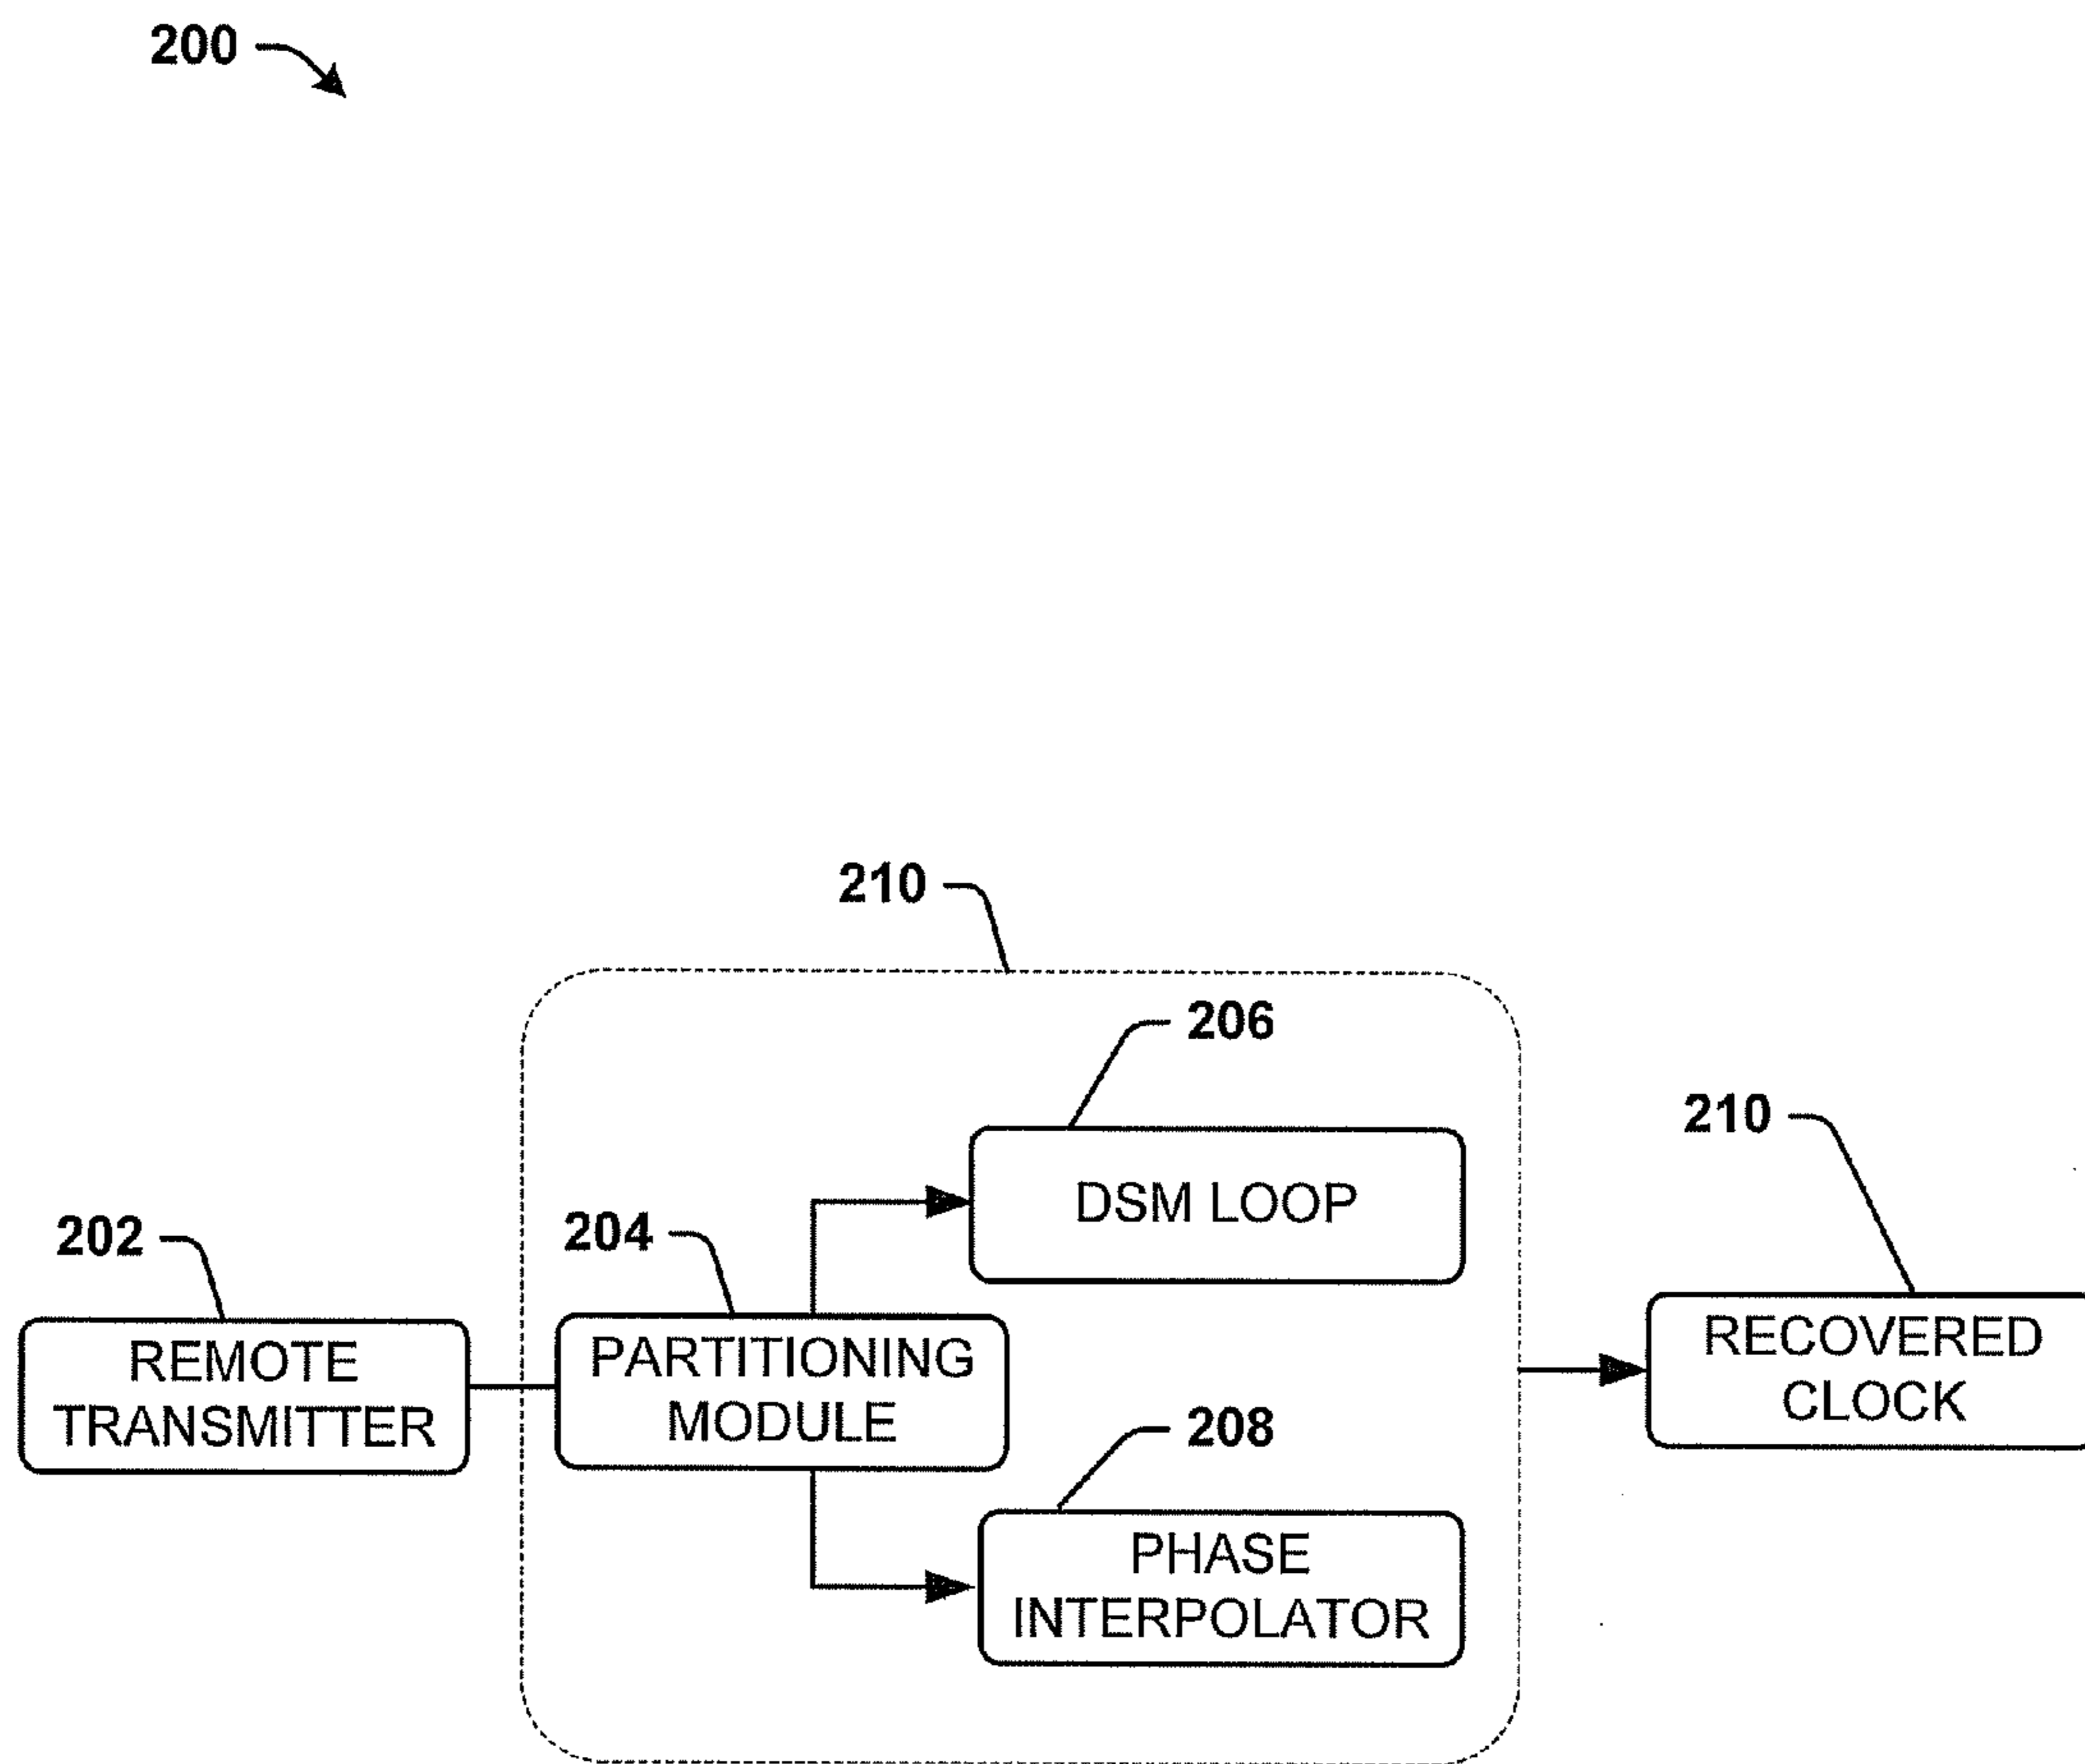 200
210
206
DSM LOOP
210
202
204
REMOTE
TRANSMITTER
PARTITIONING
MODULE
RECOVERED
CLOCK
208
PHASE
INTERPOLATOR